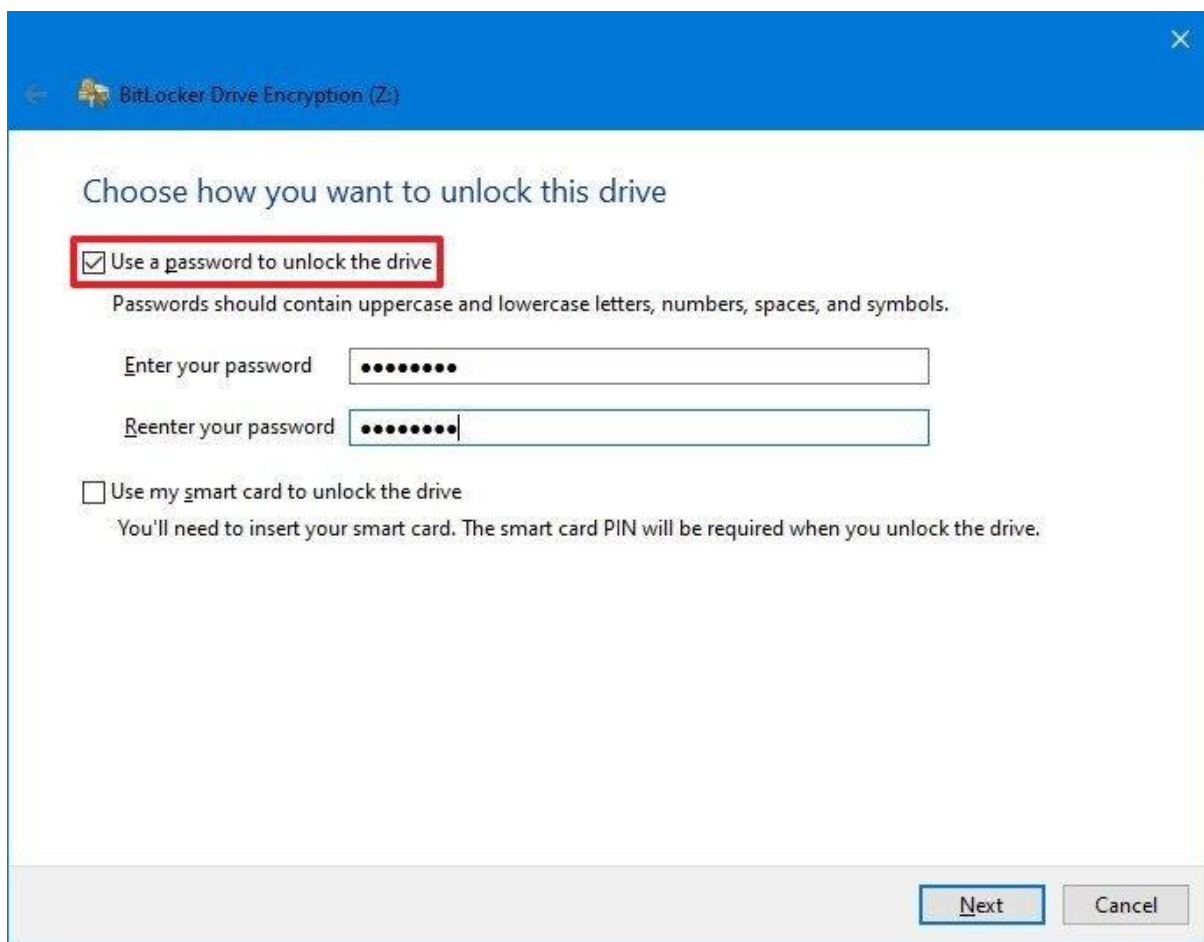 BitLocker Drive Encryption (Z:)
Choose how you want to unlock this drive
Use a password to unlock the drive
Passwords should contain uppercase and lowercase letters, numbers, spaces, and symbols.
Enter your password ●●●●●●●●
Reenter your password ●●●●●●●●
Use my smart card to unlock the drive
You'll need to insert your smart card. The smart card PIN will be required when you unlock the drive.
Next Cancel